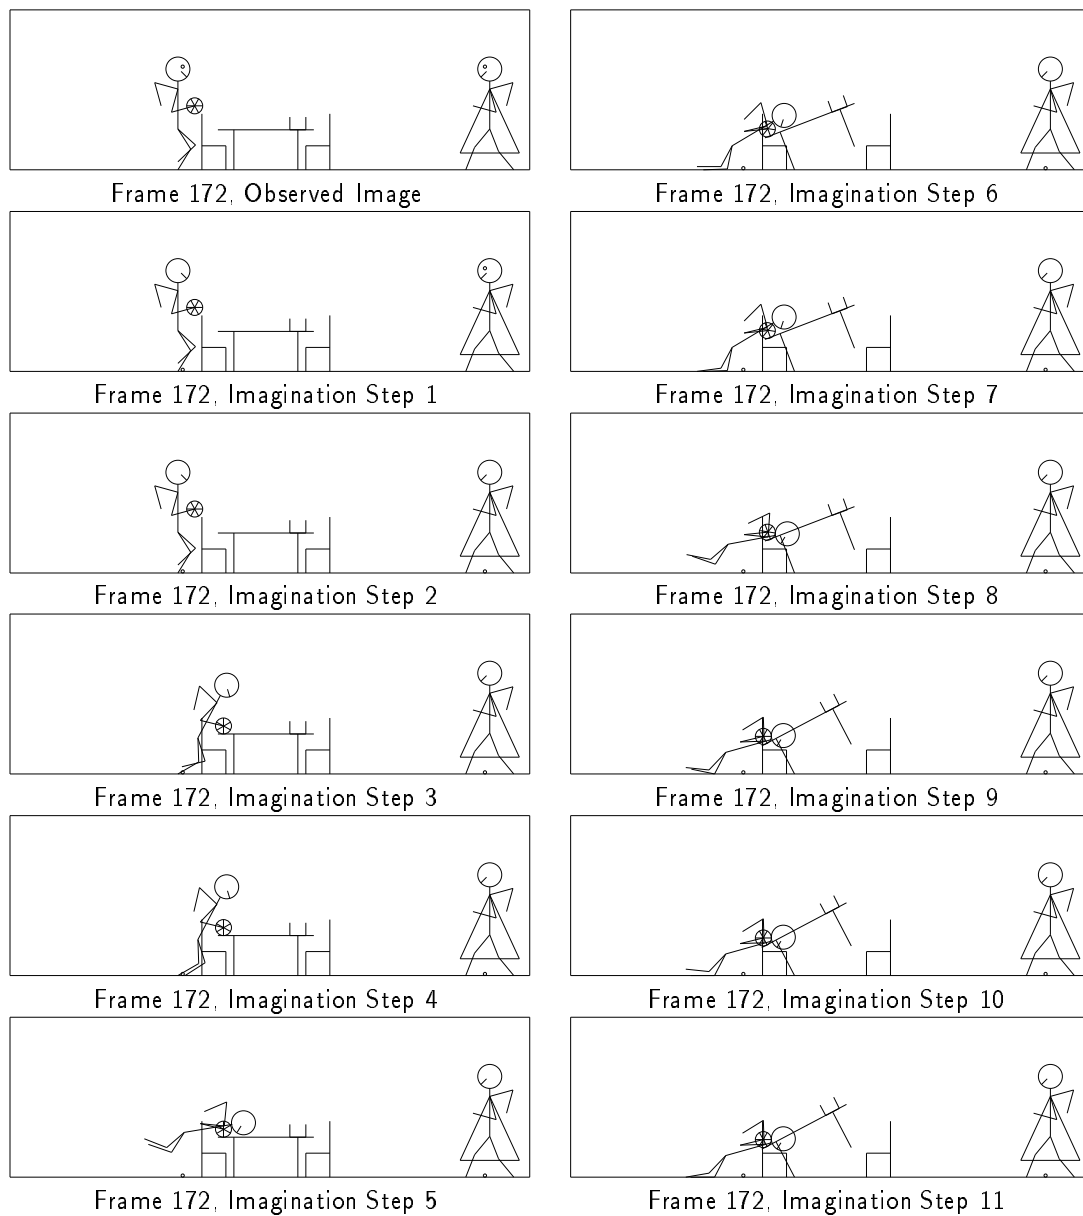 Frame 172, Observed Image
Frame 172, Imagination Step 6
Frame 172, Imagination Step 1
Frame 172, Imagination Step 7
Frame 172, Imagination Step 2
Frame 172, Imagination Step 8
Frame 172, Imagination Step 3
Frame 172, Imagination Step 9
Frame 172, Imagination Step 4
Frame 172, Imagination Step 10
Frame 172, Imagination Step 5
Frame 172, Imagination Step 11